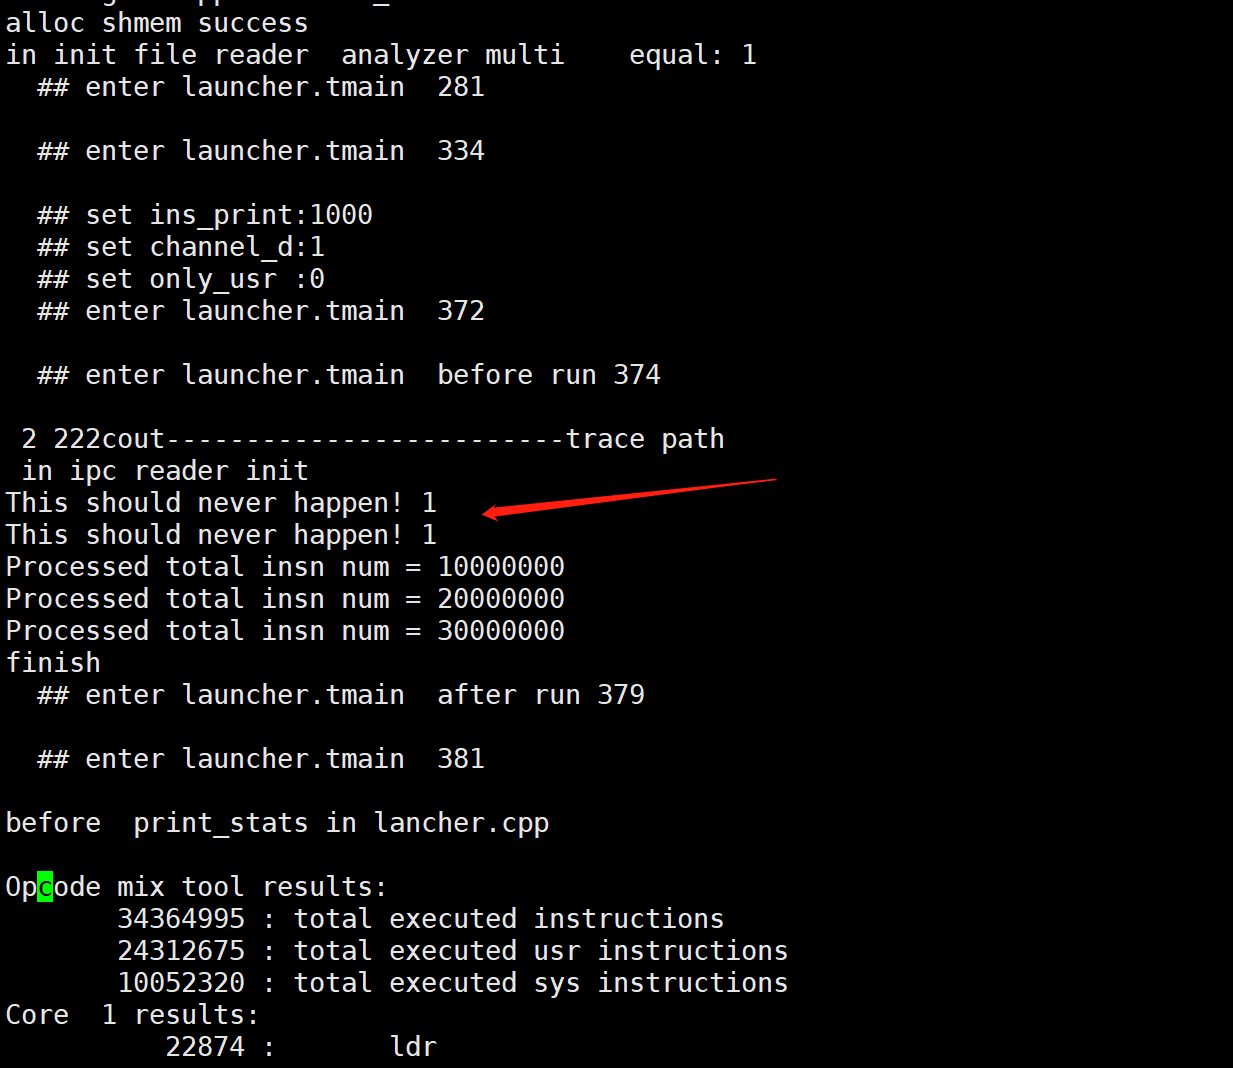 alloc shmem success
in init file reader  analyzer multi    equal: 1
  ## enter launcher.tmain  281
  ## enter launcher.tmain  334
  ## set ins_print:1000
  ## set channel_d:1
  ## set only_usr :0
  ## enter launcher.tmain  372
  ## enter launcher.tmain  before run 374
 2 222cout-------------------------trace path
 in ipc reader init
This should never happen! 1
This should never happen! 1
Processed total insn num = 10000000
Processed total insn num = 20000000
Processed total insn num = 30000000
finish
  ## enter launcher.tmain  after run 379
  ## enter launcher.tmain  381
before  print_stats in lancher.cpp
Opcode mix tool results:
       34364995 : total executed instructions
       24312675 : total executed usr instructions
       10052320 : total executed sys instructions
Core  1 results:
          22874 :       ldr